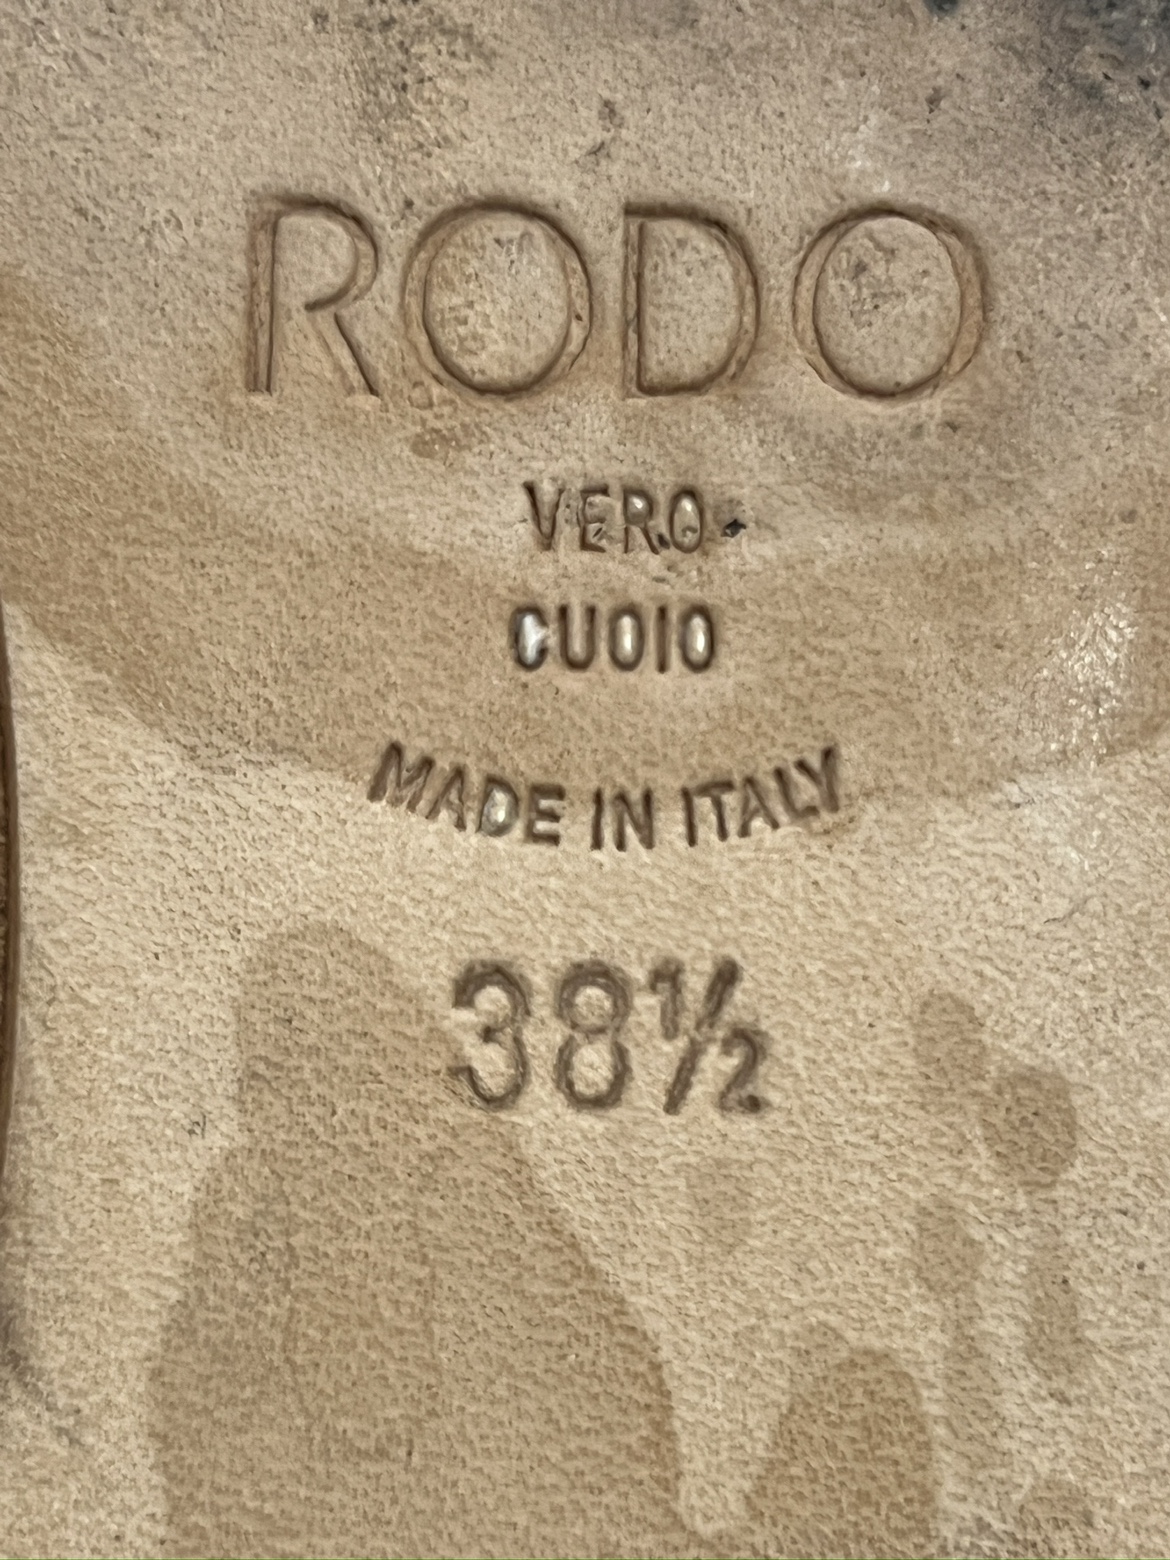 RODO
VERO
CUOIO
MADE IN ITALY
38½